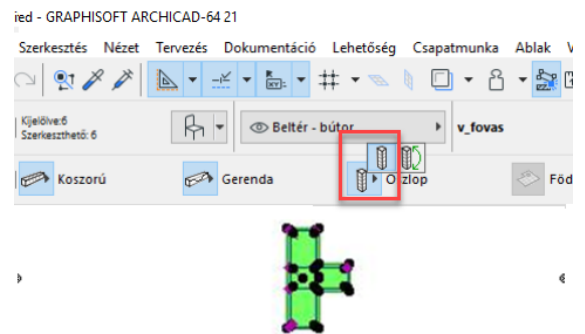 ied - GRAPHISOFT ARCHICAD-64 21
Szerkesztés Nézet Tervezés Dokumentáció Lehetőség Csapatmunka Ablak V
XY:
Kijelölve:6
Szerkeszthető: 6
Beltér - bútor
v_fovas
Koszorú
Gerenda
Oszlop
Föd